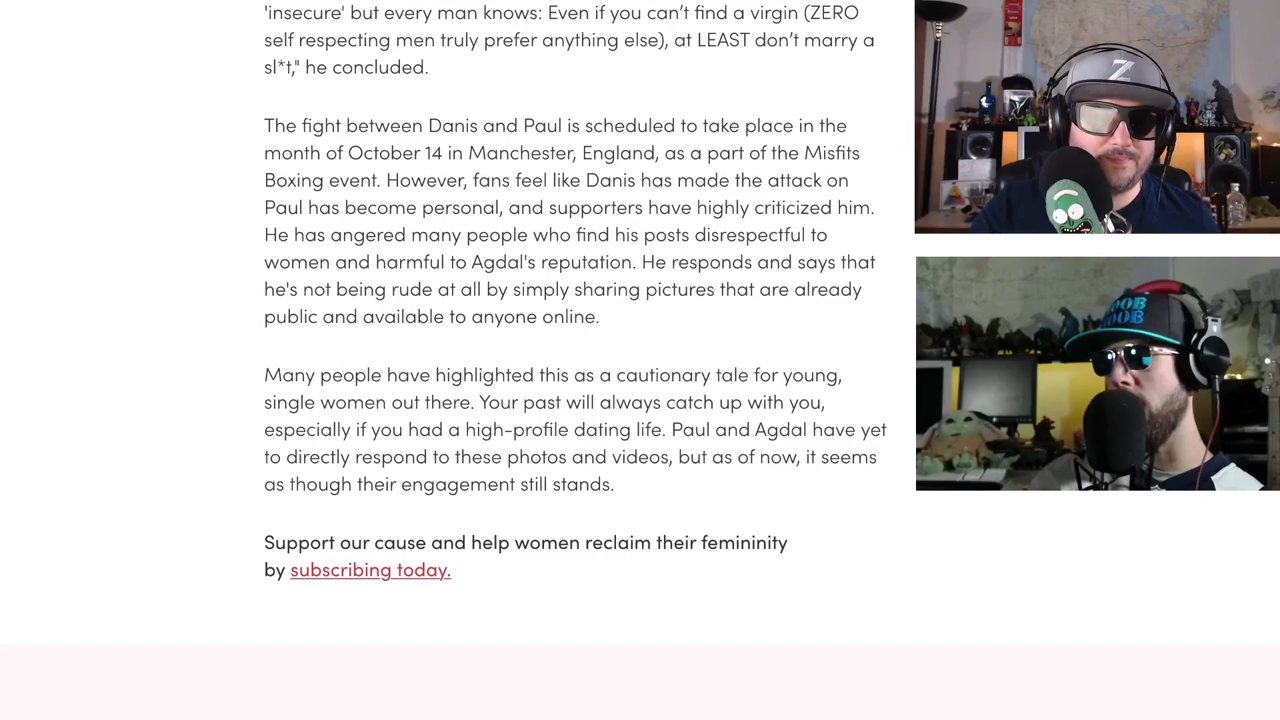 'insecure' but every man knows: Even if you can’t find a virgin (ZERO
self respecting men truly prefer anything else), at LEAST don’t marry a
sl*t," he concluded.
The fight between Danis and Paul is scheduled to take place in the
month of October 14 in Manchester, England, as a part of the Misfits
Boxing event. However, fans feel like Danis has made the attack on
Paul has become personal, and supporters have highly criticized him.
He has angered many people who find his posts disrespectful to
women and harmful to Agdal's reputation. He responds and says that
he's not being rude at all by simply sharing pictures that are already
public and available to anyone online.
Many people have highlighted this as a cautionary tale for young,
single women out there. Your past will always catch up with you,
especially if you had a high-profile dating life. Paul and Agdal have yet
to directly respond to these photos and videos, but as of now, it seems
as though their engagement still stands.
Support our cause and help women reclaim their femininity
by subscribing today.
Z